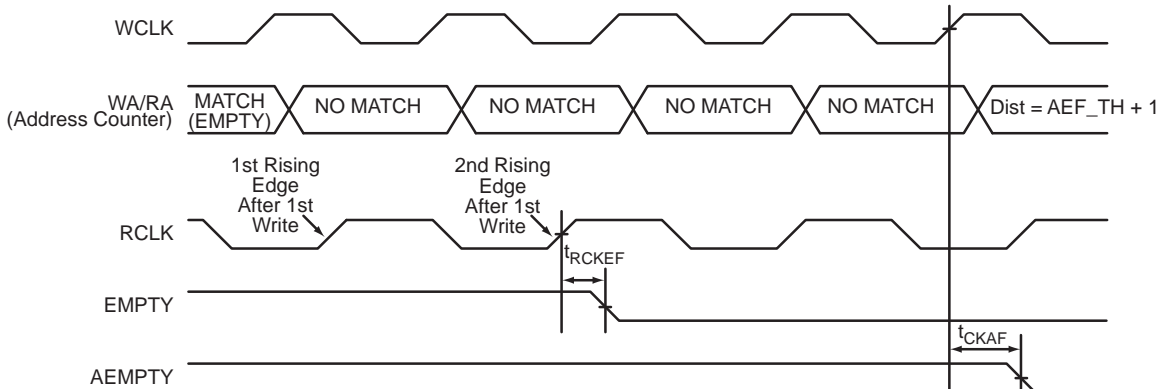 WCLK
WA/RA
(Address Counter)
MATCH
(EMPTY)
NO MATCH
NO MATCH
NO MATCH
NO MATCH
Dist = AEF_TH + 1
1st Rising
Edge
After 1st
Write
2nd Rising
Edge
After 1st
Write
RCLK
tRCKEF
EMPTY
tCKAF
AEMPTY